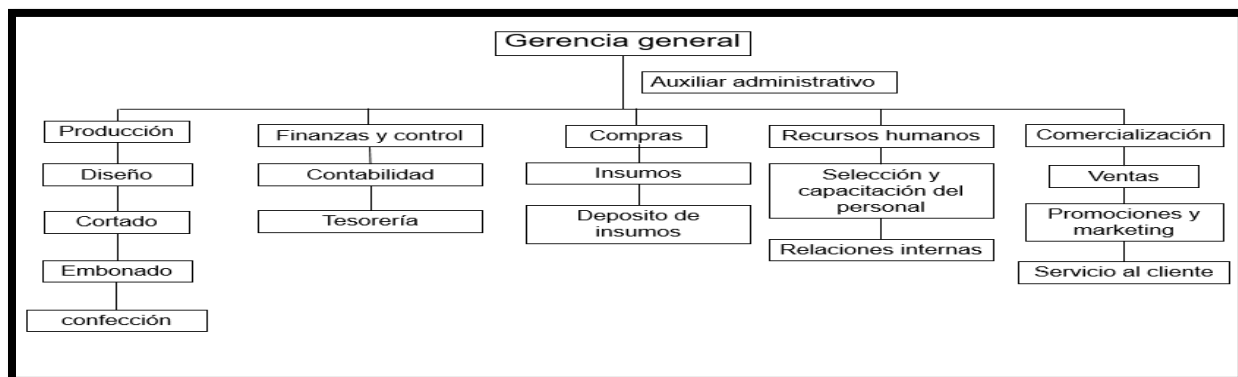 Gerencia general
Auxiliar administrativo
Producción
Finanzas y control
Compras
Recursos humanos
Comercialización
Diseño
Contabilidad
Insumos
Selección y
capacitación del
personal
Ventas
Cortado
Tesorería
Deposito de
insumos
Promociones y
marketing
Embonado
Relaciones internas
Servicio al cliente
confección